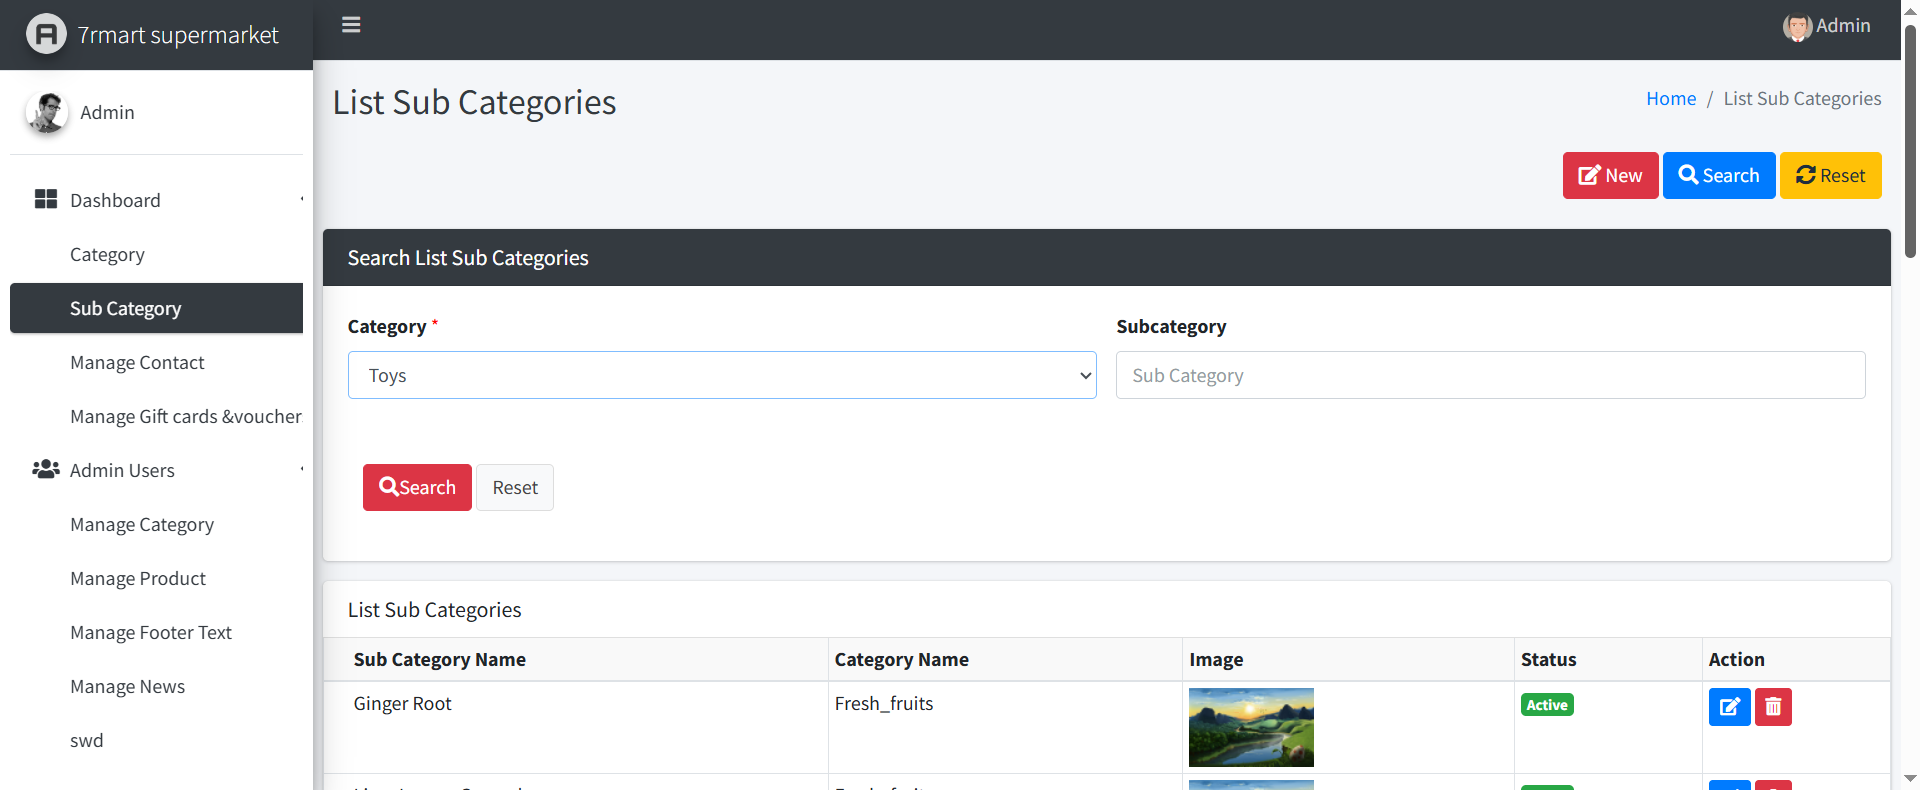 7rmart supermarket
Admin
Admin
List Sub Categories
Home / List Sub Categories
New Search Reset
Dashboard
Category
Sub Category
Manage Contact
Manage Gift cards &voucher
Admin Users
Manage Category
Manage Product
Manage Footer Text
Manage News
swd
Search List Sub Categories
Category * Subcategory
Toys Sub Category
Search Reset
List Sub Categories
Sub Category Name Category Name Image Status Action
Ginger Root Fresh_fruits Active